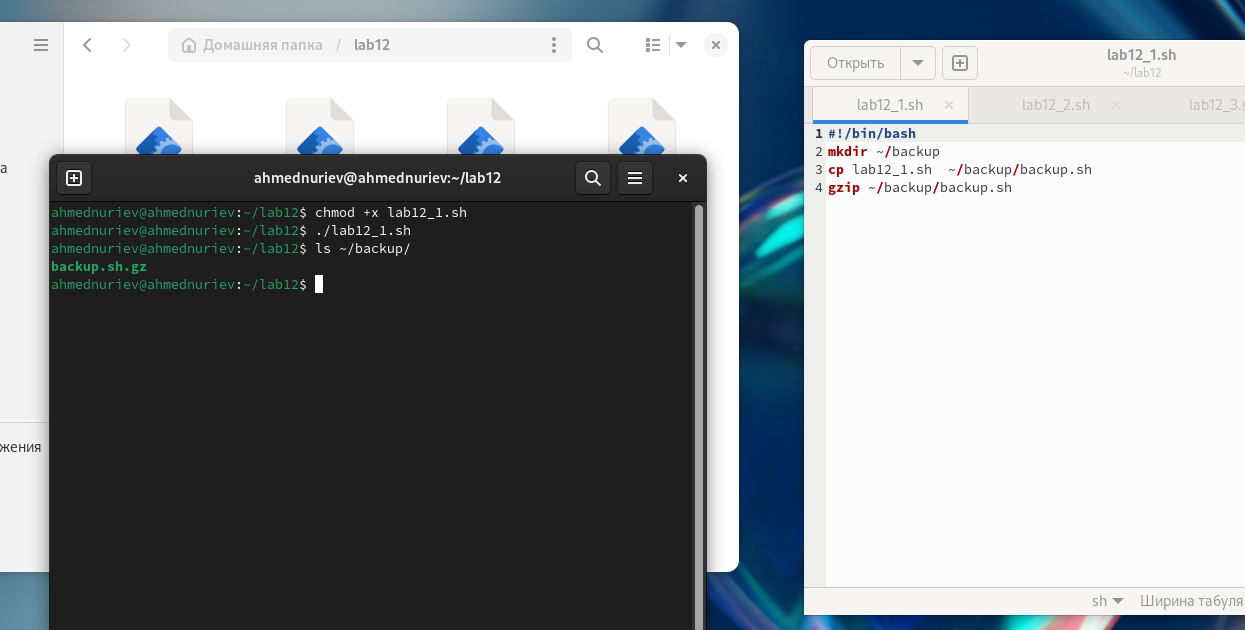 Домашняя папка / lab12
а
жения
ahmednuriev@ahmednuriev:~/lab12
ahmednuriev@ahmednuriev:~/lab12$ chmod +x lab12_1.sh
ahmednuriev@ahmednuriev:~/lab12$ ./lab12_1.sh
ahmednuriev@ahmednuriev:~/lab12$ ls ~/backup/
backup.sh.gz
ahmednuriev@ahmednuriev:~/lab12$
Открыть
lab12_1.sh
~/lab12
lab12_1.sh lab12_2.sh lab12_3.s
1 #!/bin/bash
2 mkdir ~/backup
3 cp lab12_1.sh  ~/backup/backup.sh
4 gzip ~/backup/backup.sh
sh Ширина табуля